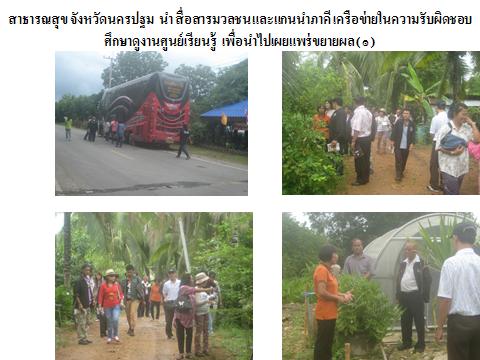 สาธารณสุข จังหวัดนครปฐม นำสื่อสารมวลชนและแกนนำภาคีเครือข่ายในความรับผิดชอบ
ศึกษาดูงานศูนย์เรียนรู้ เพื่อนำไปเผยแพร่ขยายผล(๑)